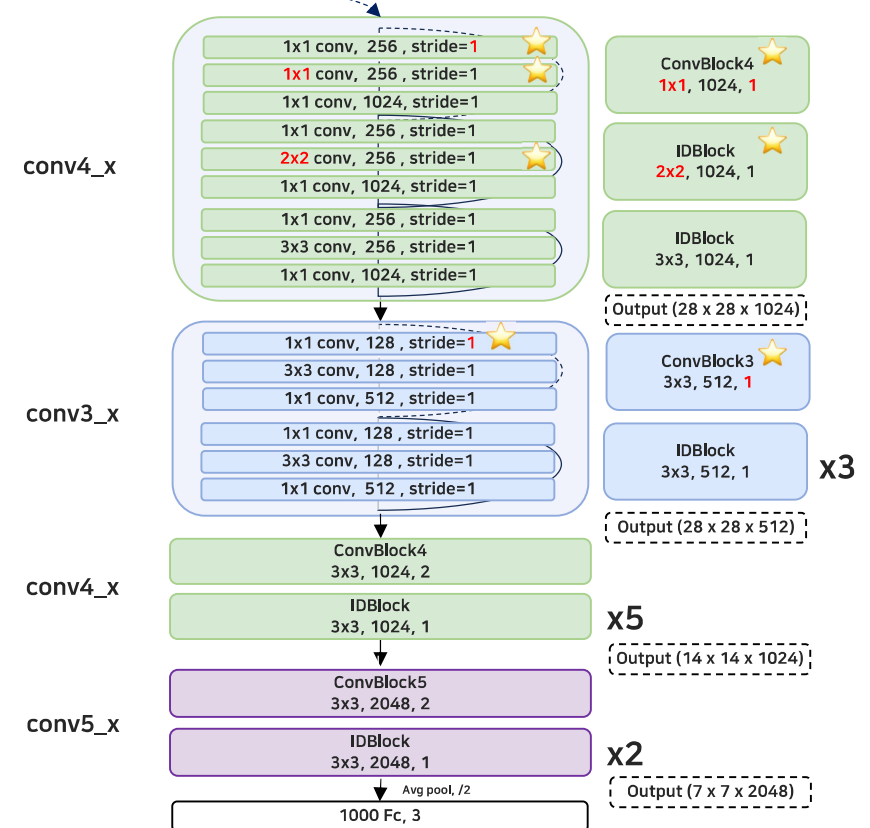 1x1 conv, 256 , stride=1
1x1 conv, 256 , stride=1
1x1 conv, 1024, stride=1
1x1 conv, 256 , stride=1
2x2 conv, 256 , stride=1
1x1 conv, 1024, stride=1
1x1 conv, 256 , stride=1
3x3 conv, 256 , stride=1
1x1 conv, 1024, stride=1
conv4_x
ConvBlock4
1x1, 1024, 1
IDBlock
2x2, 1024, 1
IDBlock
3x3, 1024, 1
Output (28 x 28 x 1024)
1x1 conv, 128 , stride=1
3x3 conv, 128 , stride=1
1x1 conv, 512 , stride=1
1x1 conv, 128 , stride=1
3x3 conv, 128 , stride=1
1x1 conv, 512 , stride=1
conv3_x
ConvBlock3
3x3, 512, 1
IDBlock
3x3, 512, 1
x3
Output (28 x 28 x 512)
conv4_x
ConvBlock4
3x3, 1024, 2
IDBlock
3x3, 1024, 1
x5
Output (14 x 14 x 1024)
conv5_x
ConvBlock5
3x3, 2048, 2
IDBlock
3x3, 2048, 1
x2
Output (7 x 7 x 2048)
Avg pool, /2
1000 Fc, 3